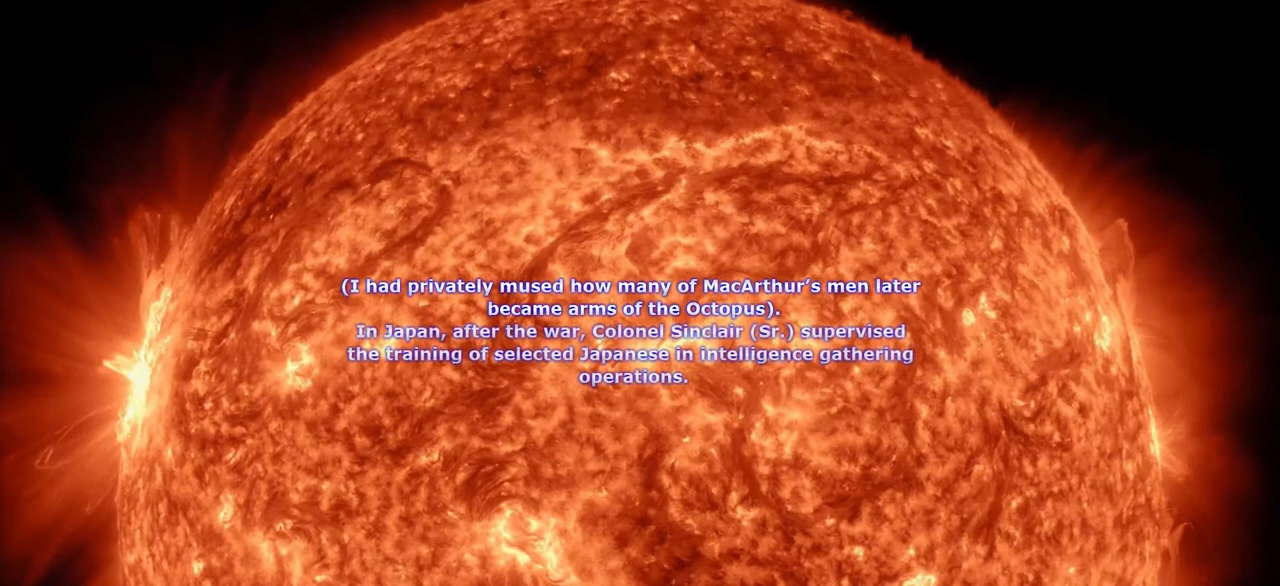 (I had privately mused how many of MacArthur’s men later
became arms of the Octopus).
In Japan, after the war, Colonel Sinclair (Sr.) supervised
the training of selected Japanese in intelligence gathering
operations.